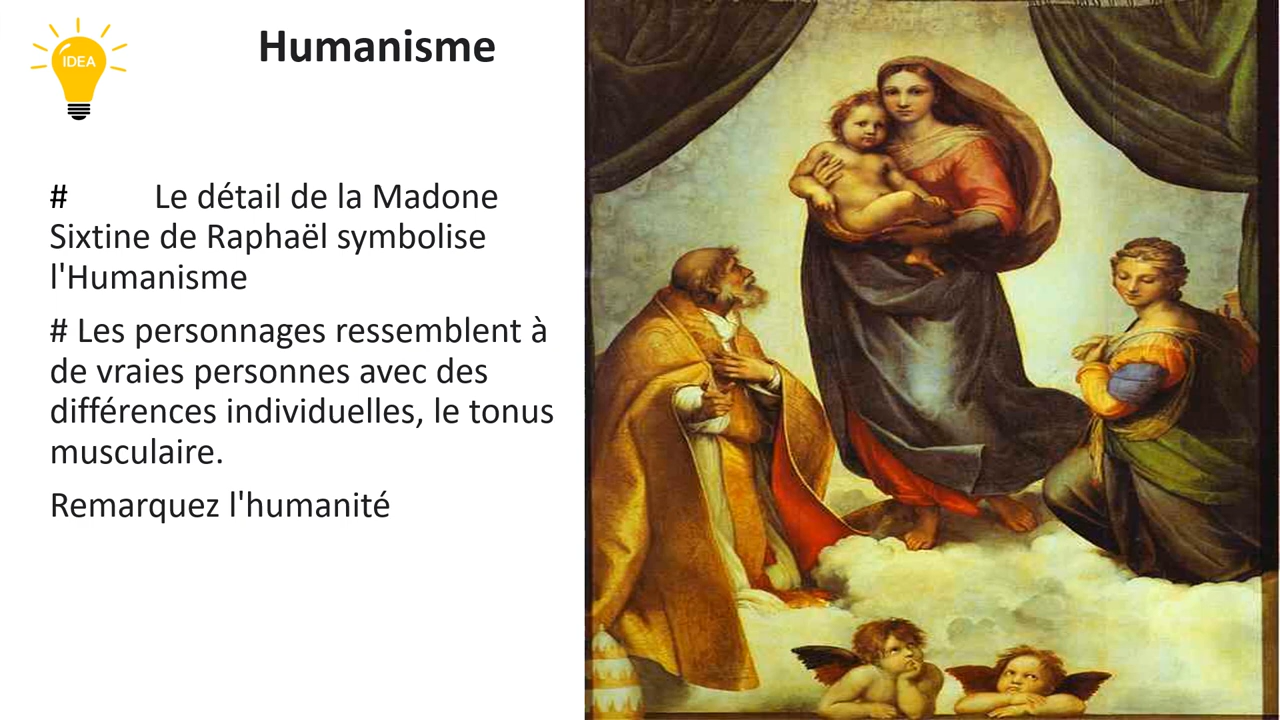 IDEA
Humanisme
# Le détail de la Madone
Sixtine de Raphaël symbolise
l'Humanisme
# Les personnages ressemblent à
de vraies personnes avec des
différences individuelles, le tonus
musculaire.
Remarquez l'humanité